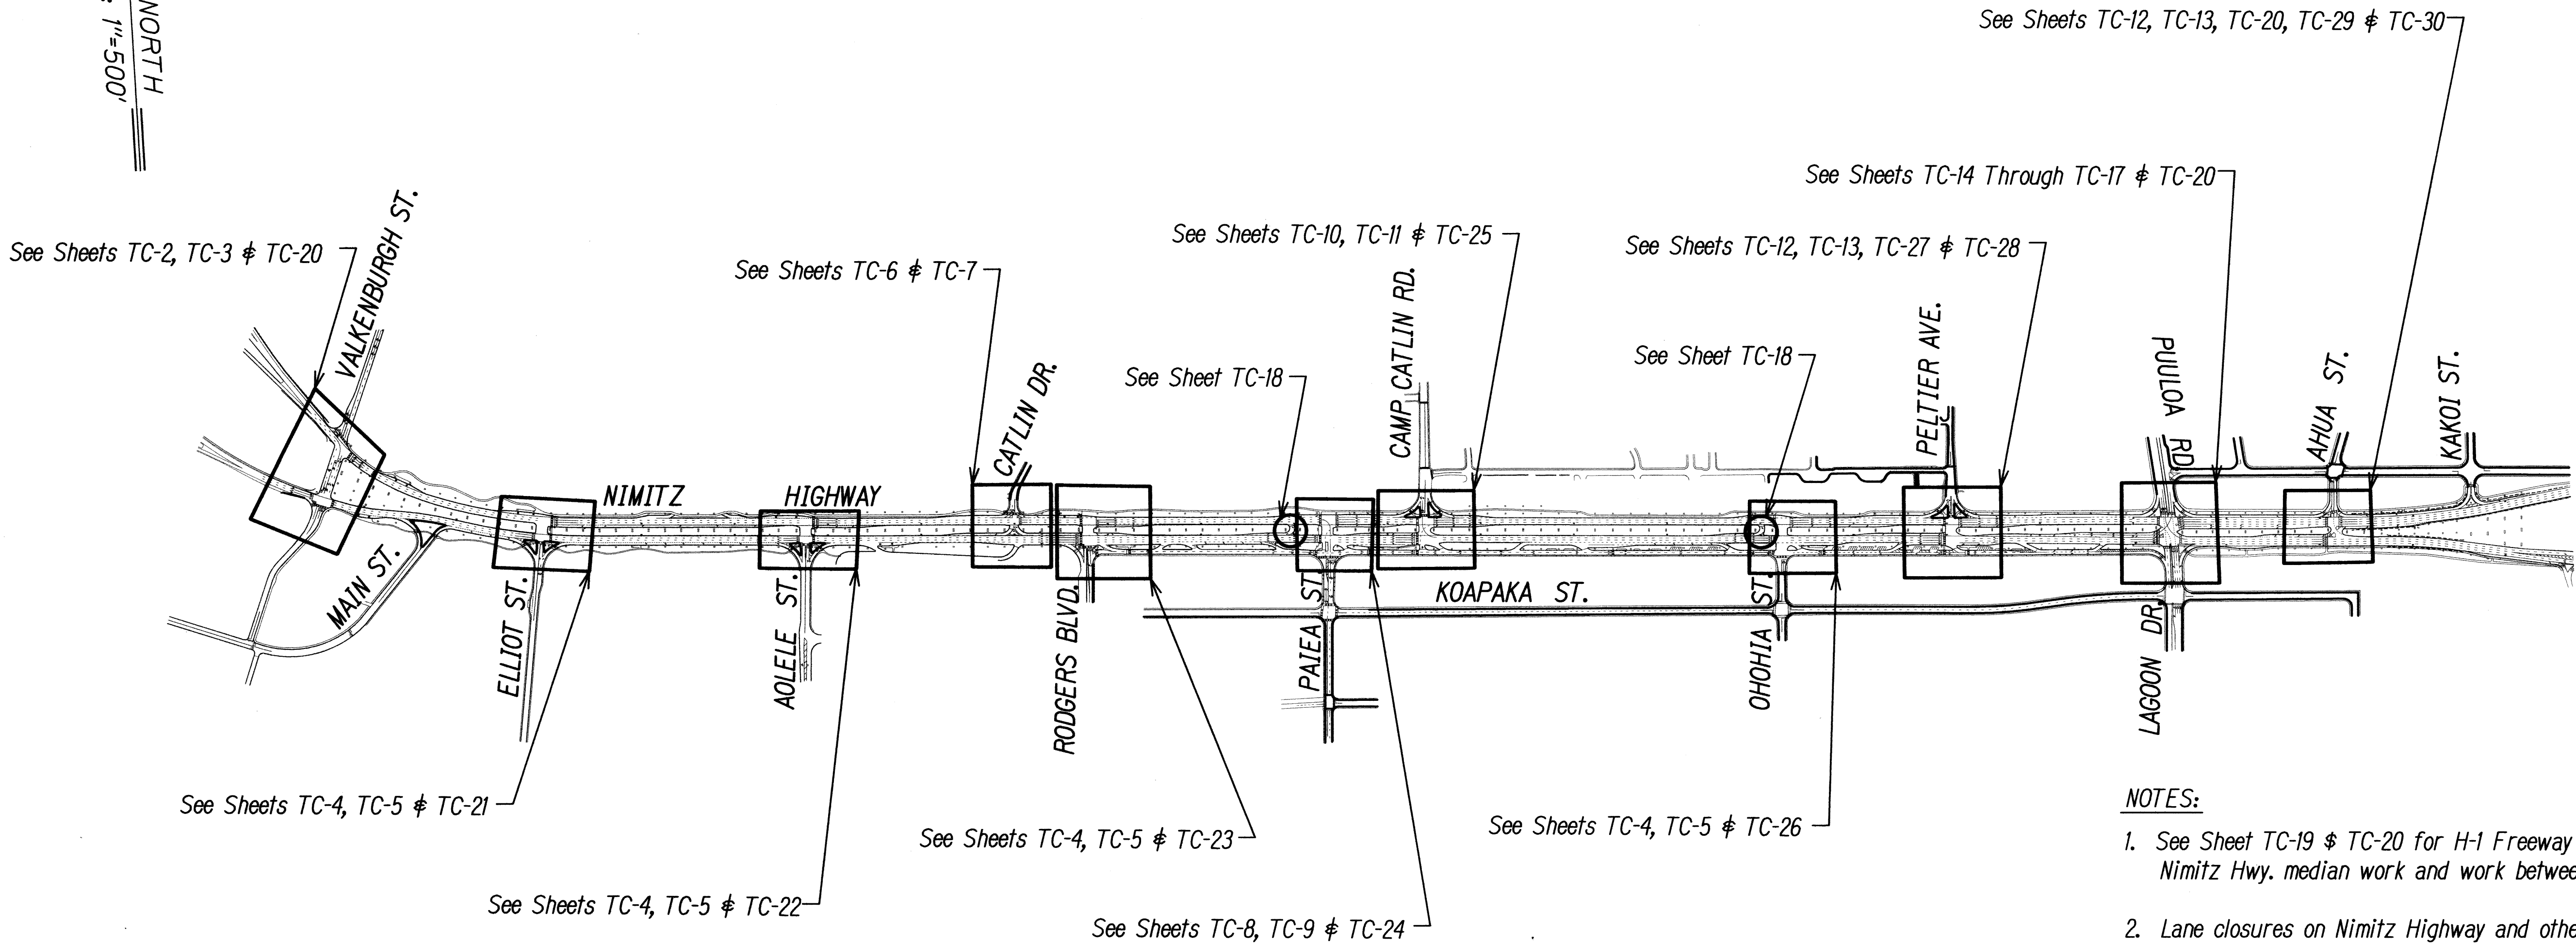 NORTH
: 1"=500'
See Sheets TC-12, TC-13, TC-20, TC-29 & TC-30
See Sheets TC-14 Through TC-17 & TC-20
See Sheets TC-2, TC-3 & TC-20
VALKENBURGH ST.
See Sheets TC-6 & TC-7
See Sheets TC-10, TC-11 & TC-25
See Sheets TC-12, TC-13, TC-27 & TC-28
See Sheet TC-18
See Sheet TC-18
CATLIN DR.
CAMP CATLIN RD.
PELTIER AVE.
PUULOA RD
AHUA ST.
KAKOI ST.
NIMITZ HIGHWAY
MAIN ST.
ELLIOT ST.
AOLELE ST.
RODGERS BLVD.
PAIEA ST.
KOAPAKA ST.
OHOHIA ST.
LAGOON DR.
See Sheets TC-4, TC-5 & TC-21
See Sheets TC-4, TC-5 & TC-22
See Sheets TC-4, TC-5 & TC-23
See Sheets TC-8, TC-9 & TC-24
See Sheets TC-4, TC-5 & TC-26
NOTES:
1. See Sheet TC-19 $ TC-20 for H-1 Freeway
Nimitz Hwy. median work and work betwee
2. Lane closures on Nimitz Highway and othe